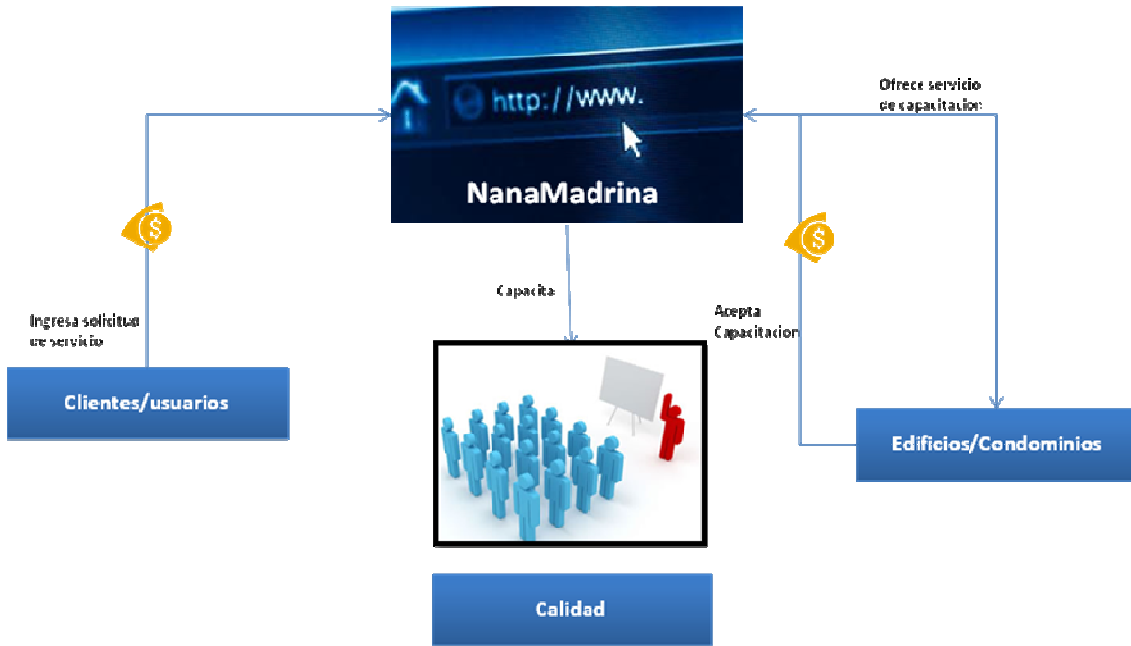 http://www.
NanaMadrina
Ofrece servicio
de capacitacion
Capacita
Ingresa solicitud
de servicio
Acepta
Capacitacion
Clientes/usuarios
Edificios/Condominios
Calidad